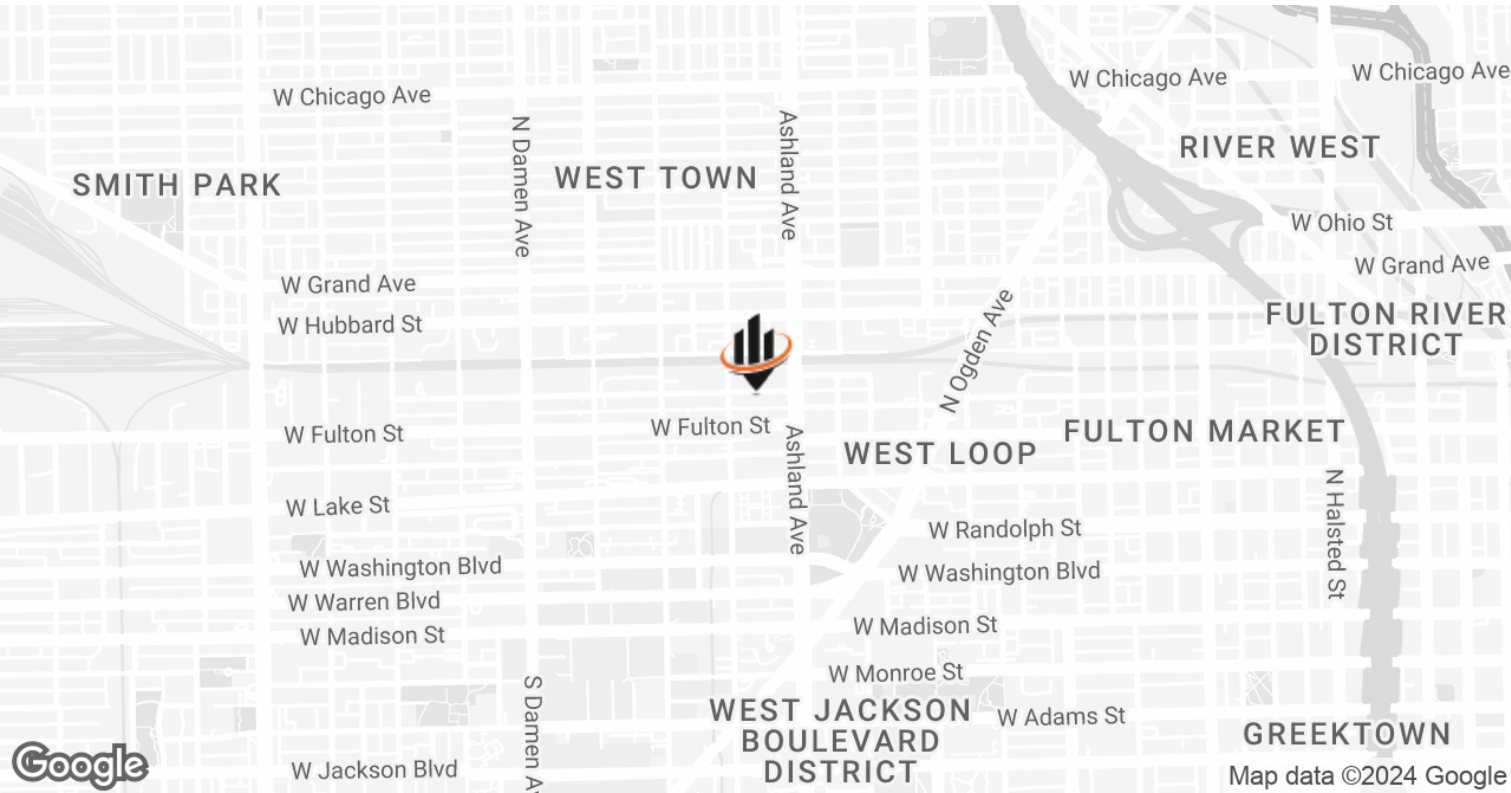 W Chicago Ave
W Chicago Ave
W Chicago Ave
N Damen Ave
Ashland Ave
RIVER WEST
SMITH PARK
WEST TOWN
W Ohio St
W Grand Ave
W Grand Ave
W Hubbard St
N Ogden Ave
FULTON RIVER
DISTRICT
W Fulton St
W Fulton St
Ashland Ave
FULTON MARKET
WEST LOOP
N Halsted St
W Lake St
W Randolph St
W Washington Blvd
W Washington Blvd
W Warren Blvd
W Madison St
W Madison St
W Monroe St
S Damen Av
WEST JACKSON
BOULEVARD
DISTRICT
W Adams St
GREEKTOWN
Google
W Jackson Blvd
Map data ©2024 Google